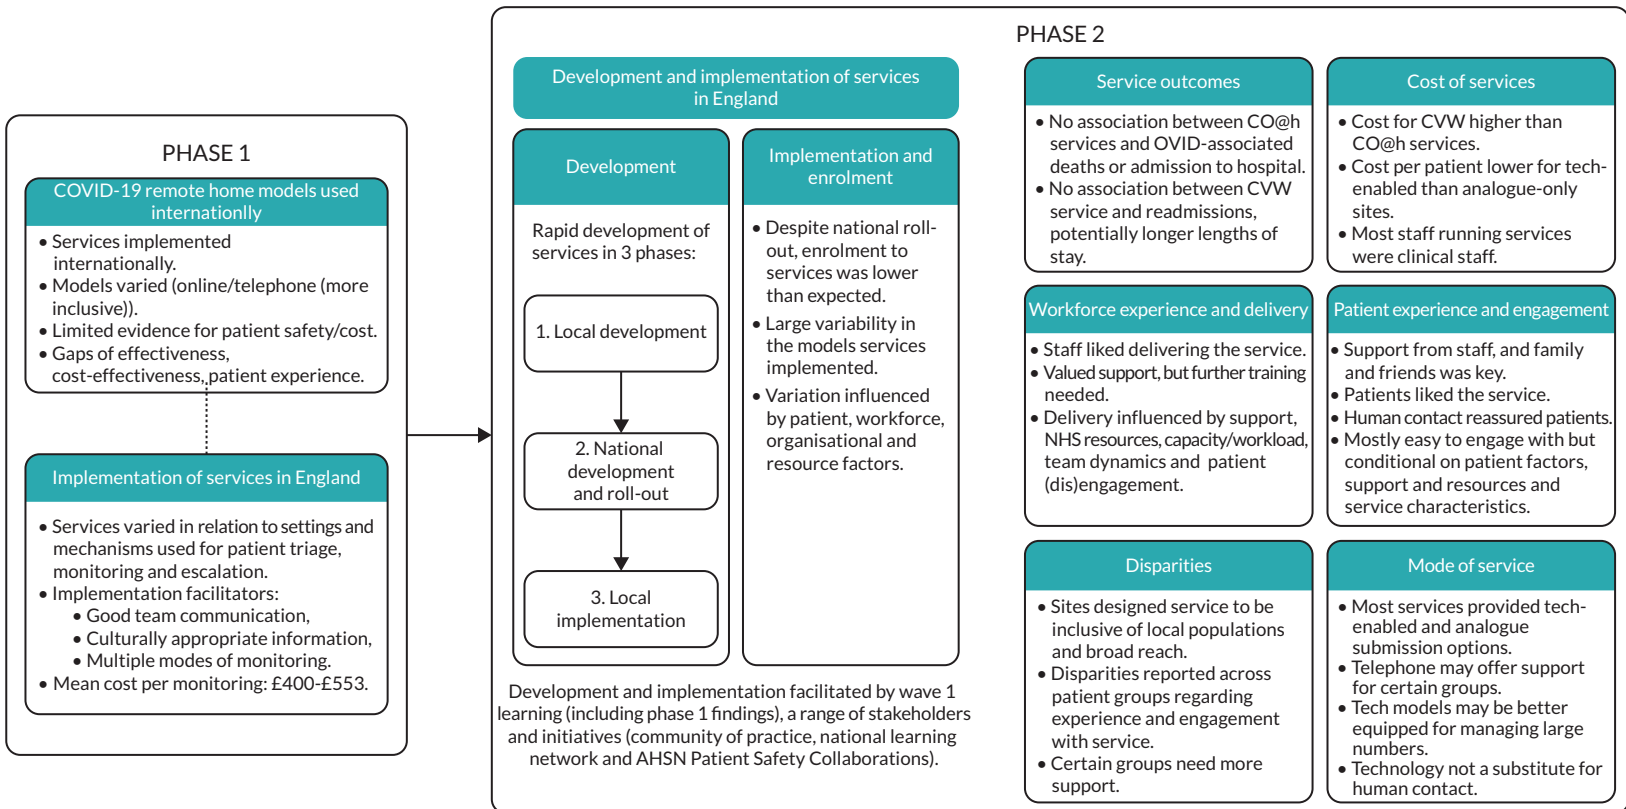 PHASE 1
COVID-19 remote home models used
internationlly
• Services implemented
internationally.
• Models varied (online/telephone (more
inclusive)).
• Limited evidence for patient safety/cost.
• Gaps of effectiveness,
cost-effectiveness, patient experience.
Implementation of services in England
• Services varied in relation to settings and
mechanisms used for patient triage,
monitoring and escalation.
• Implementation facilitators:
• Good team communication,
• Culturally appropriate information,
• Multiple modes of monitoring.
• Mean cost per monitoring: £400-£553.
PHASE 2
Development and implementation of services
in England
Development
Rapid development of
services in 3 phases:
1. Local development
2. National
development
and roll-out
3. Local
implementation
Implementation and
enrolment
• Despite national roll-
out, enrolment to
services was lower
than expected.
• Large variability in
the models services
implemented.
• Variation influenced
by patient, workforce,
organisational and
resource factors.
Development and implementation facilitated by wave 1
learning (including phase 1 findings), a range of stakeholders
and initiatives (community of practice, national learning
network and AHSN Patient Safety Collaborations).
Service outcomes
• No association between CO@h
services and OVID-associated
deaths or admission to hospital.
• No association between CVW
service and readmissions,
potentially longer lengths of
stay.
Cost of services
• Cost for CVW higher than
CO@h services.
• Cost per patient lower for tech-
enabled than analogue-only
sites.
• Most staff running services
were clinical staff.
Workforce experience and delivery
• Staff liked delivering the service.
• Valued support, but further training
needed.
• Delivery influenced by support,
NHS resources, capacity/workload,
team dynamics and patient
(dis)engagement.
Patient experience and engagement
• Support from staff, and family
and friends was key.
• Patients liked the service.
• Human contact reassured patients.
• Mostly easy to engage with but
conditional on patient factors,
support and resources and
service characteristics.
Disparities
• Sites designed service to be
inclusive of local populations
and broad reach.
• Disparities reported across
patient groups regarding
experience and engagement
with service.
• Certain groups need more
support.
Mode of service
• Most services provided tech-
enabled and analogue
submission options.
• Telephone may offer support
for certain groups.
• Tech models may be better
equipped for managing large
numbers.
• Technology not a substitute for
human contact.